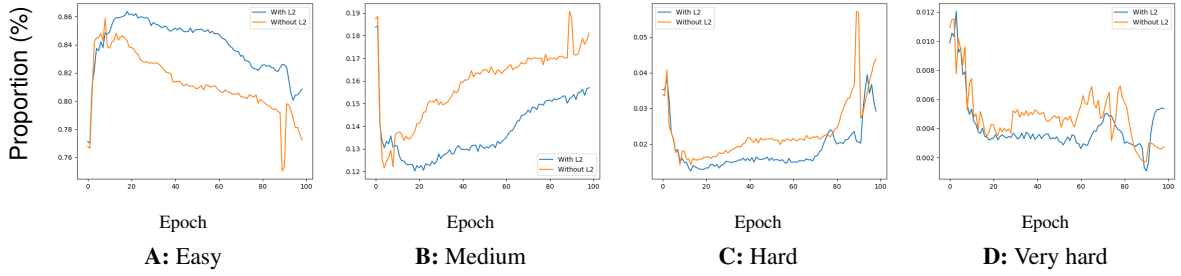 Proportion (%)
0.86
0.84
0.82
0.80
0.78
0.76
0
20
40
60
80
100
With L2
Without L2
0.19
0.18
0.17
0.16
0.15
0.14
0.13
0.12
0
20
40
60
80
100
With L2
Without L2
0.05
0.04
0.03
0.02
0
20
40
60
80
100
With L2
Without L2
0.012
0.010
0.008
0.006
0.004
0.002
0
20
40
60
80
100
With L2
Without L2
Epoch
Epoch
Epoch
Epoch
A: Easy
B: Medium
C: Hard
D: Very hard